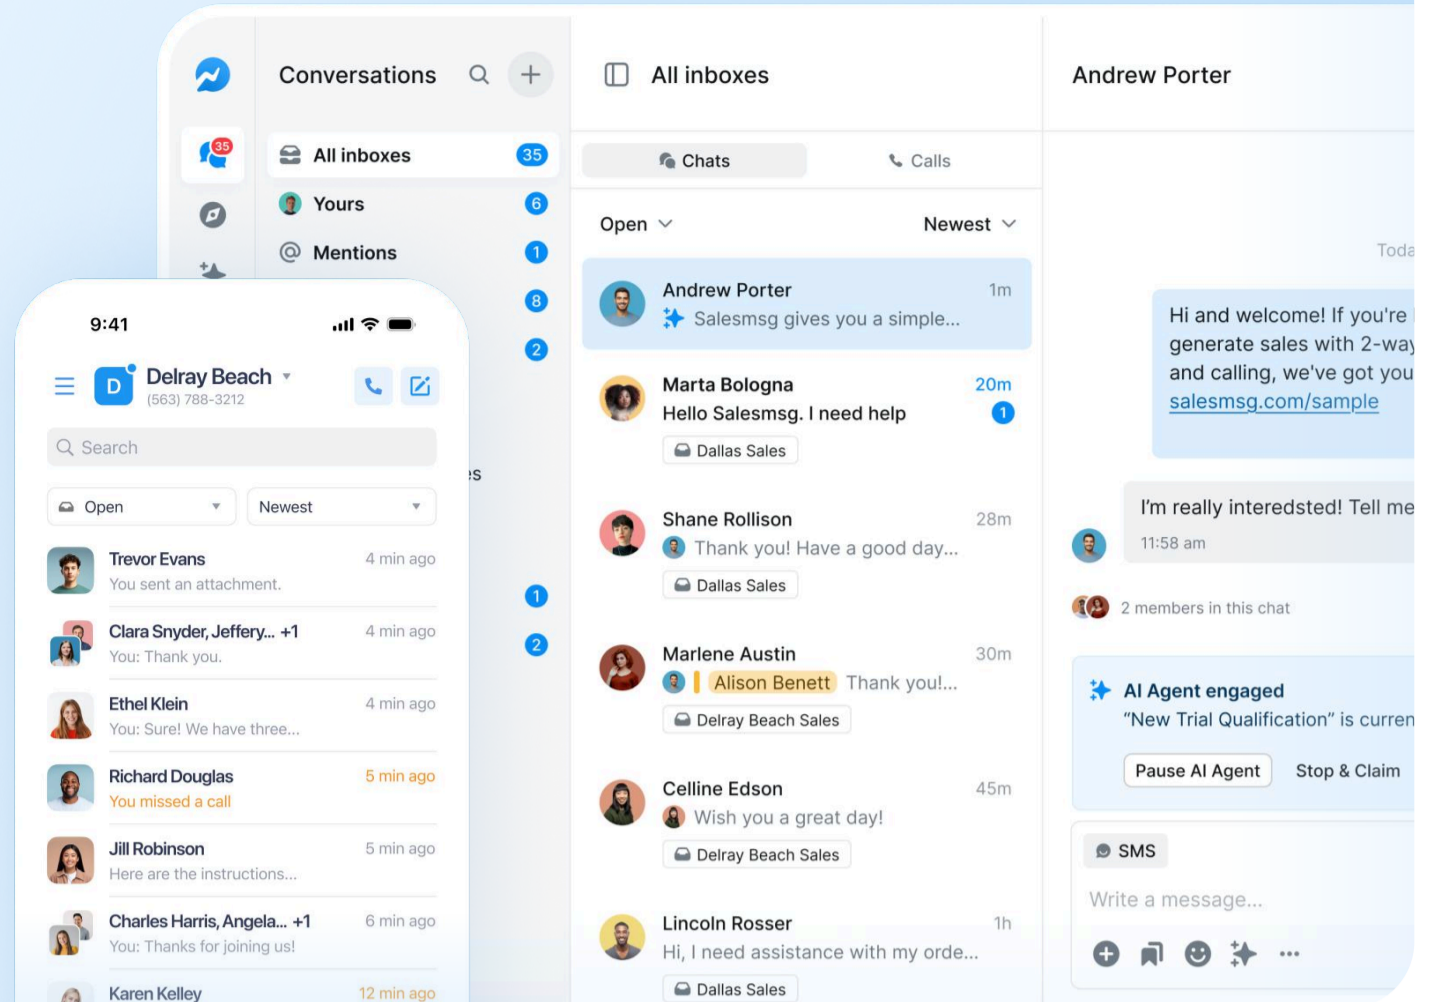 Conversations
35
All inboxes
35
Yours
6
Mentions
1
8
2
es
1
2
All inboxes
Chats
Calls
Open
Newest
Andrew Porter
1m
Salesmsg gives you a simple...
Marta Bologna
20m
Hello Salesmsg. I need help
1
Dallas Sales
Shane Rollison
28m
Thank you! Have a good day...
Dallas Sales
Marlene Austin
30m
Alison Benett Thank you!...
Delray Beach Sales
Celline Edson
45m
Wish you a great day!
Delray Beach Sales
Lincoln Rosser
1h
Hi, I need assistance with my orde...
Dallas Sales
Andrew Porter
Toda
Hi and welcome! If you're
generate sales with 2-way
and calling, we've got you
salesmsg.com/sample
I'm really interedsted! Tell me
11:58 am
2 members in this chat
AI Agent engaged
“New Trial Qualification” is curren
Pause AI Agent
Stop & Claim
SMS
Write a message...
9:41
D
Delray Beach
(563) 788-3212
Search
Open
Newest
Trevor Evans
4 min ago
You sent an attachment.
Clara Snyder, Jeffery... +1
4 min ago
You: Thank you.
Ethel Klein
4 min ago
You: Sure! We have three...
Richard Douglas
5 min ago
You missed a call
Jill Robinson
5 min ago
Here are the instructions...
Charles Harris, Angela... +1
6 min ago
You: Thanks for joining us!
Karen Kelley
12 min ago